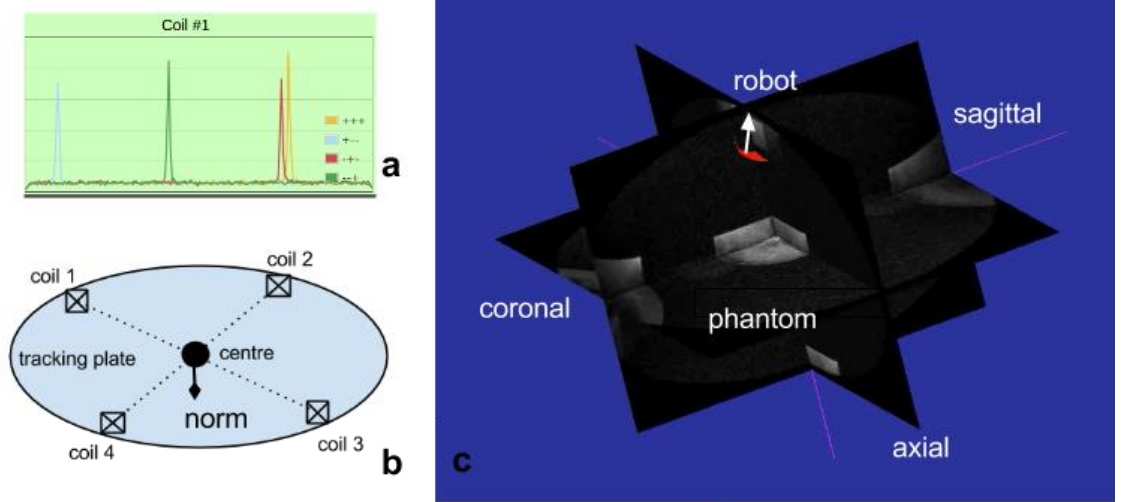 Coil #1
+++
+--
-+-
--+
a
coil 1
coil 2
tracking plate
centre
norm
coil 4
coil 3
b
robot
sagittal
coronal
phantom
axial
c